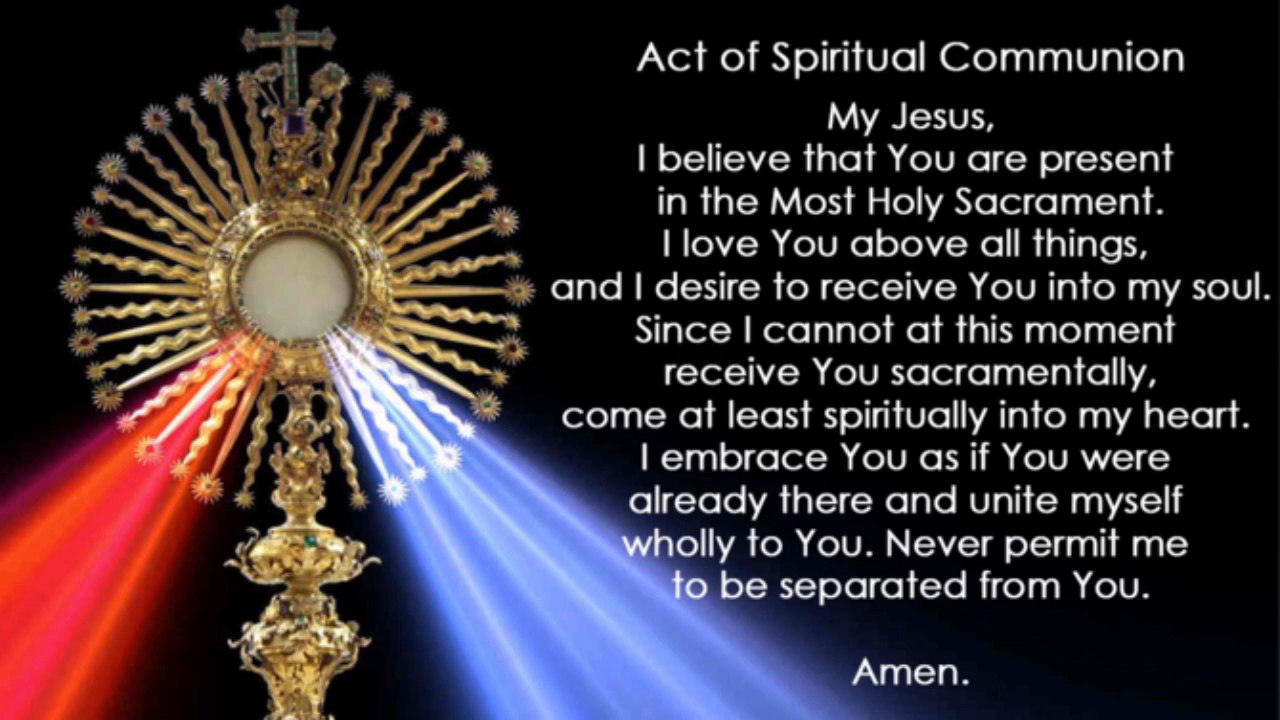 Act of Spiritual Communion
My Jesus,
I believe that You are present
in the Most Holy Sacrament.
I love You above all things,
and I desire to receive You into my soul.
Since I cannot at this moment
receive You sacramentally,
come at least spiritually into my heart.
I embrace You as if You were
already there and unite myself
wholly to You. Never permit me
to be separated from You.
Amen.